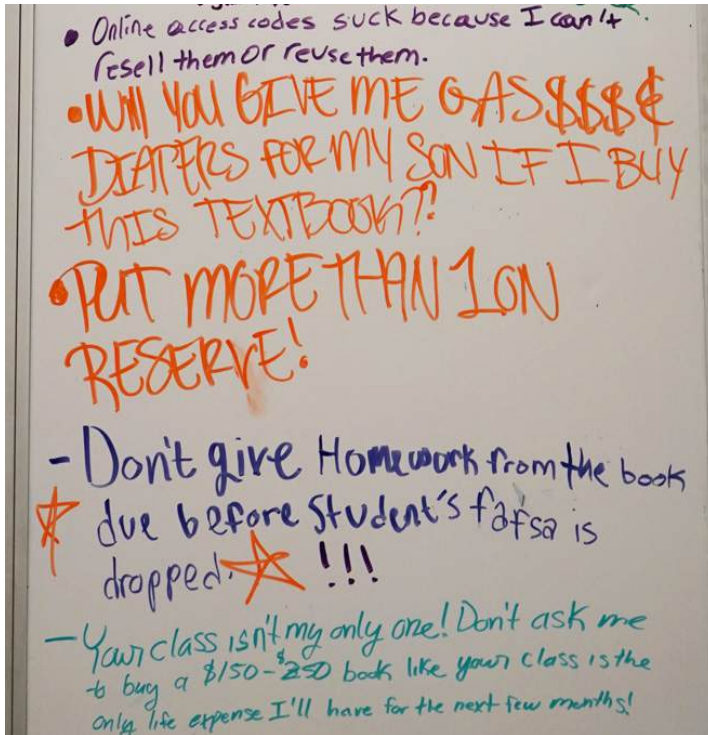 • Online access codes suck because I can't
resell them or reuse them.
• WIll YOU GIVE ME GAS $$$ &
DIAPERS FOR MY SON IF I BUY
THIS TEXTBOOK??
• PUT MORE THAN 1 ON
RESERVE!
- Don't give Homework from the book
due before Student's fafsa is
dropped. !!!
- Your class isn't my only one! Don't ask me
to buy a $150-$250 book like your class is the
only life expense I'll have for the next few months!